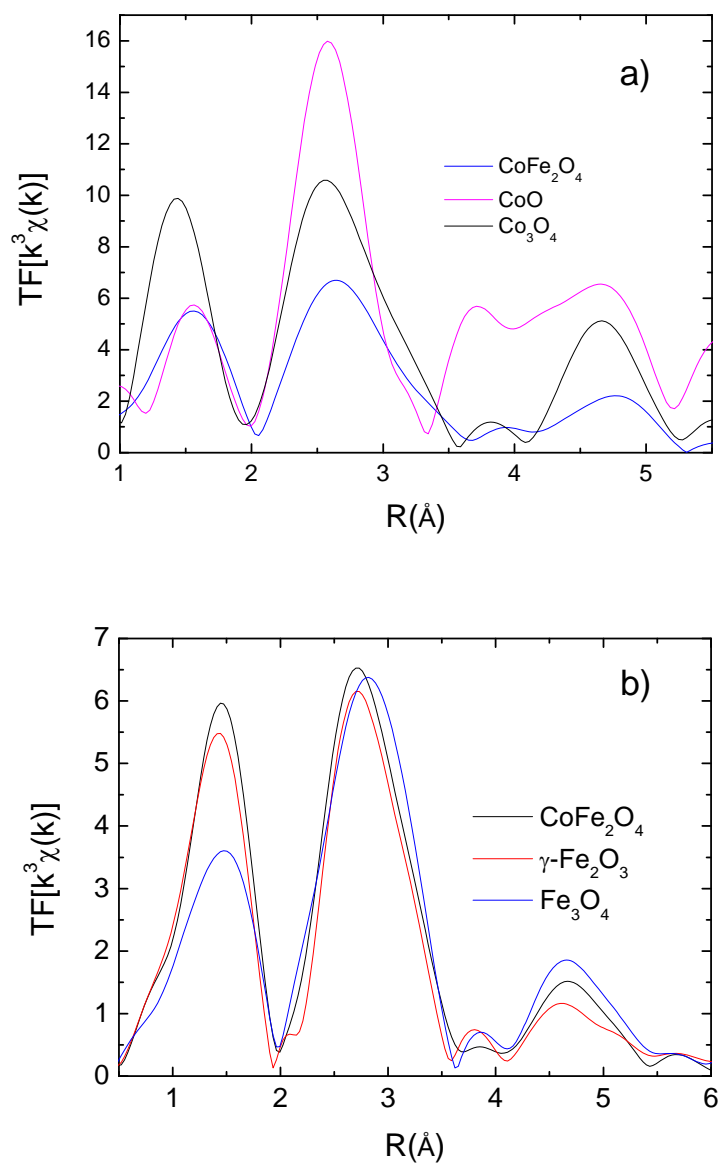 16
14
12
10
8
6
4
2
0
TF[k³χ(k)]
a)
CoFe₂O₄
CoO
Co₃O₄
1 2 3 4 5
R(Å)
7
6
5
4
3
2
1
0
TF[k³χ(k)]
b)
CoFe₂O₄
γ-Fe₂O₃
Fe₃O₄
1 2 3 4 5 6
R(Å)